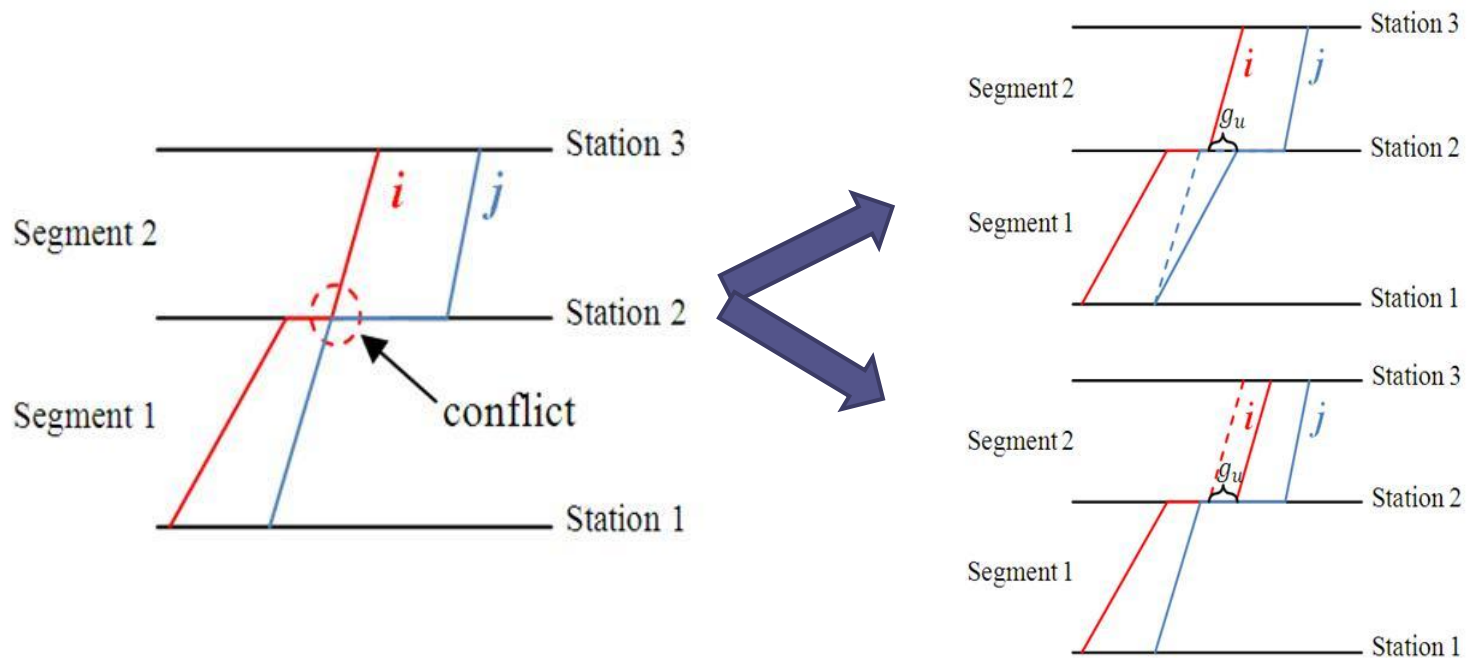 Station 3
i
j
Segment 2
Station 2
Segment 1
conflict
Station 1
Station 3
i
j
Segment 2
g_u
Station 2
Segment 1
Station 1
Station 3
i
j
Segment 2
g_u
Station 2
Segment 1
Station 1